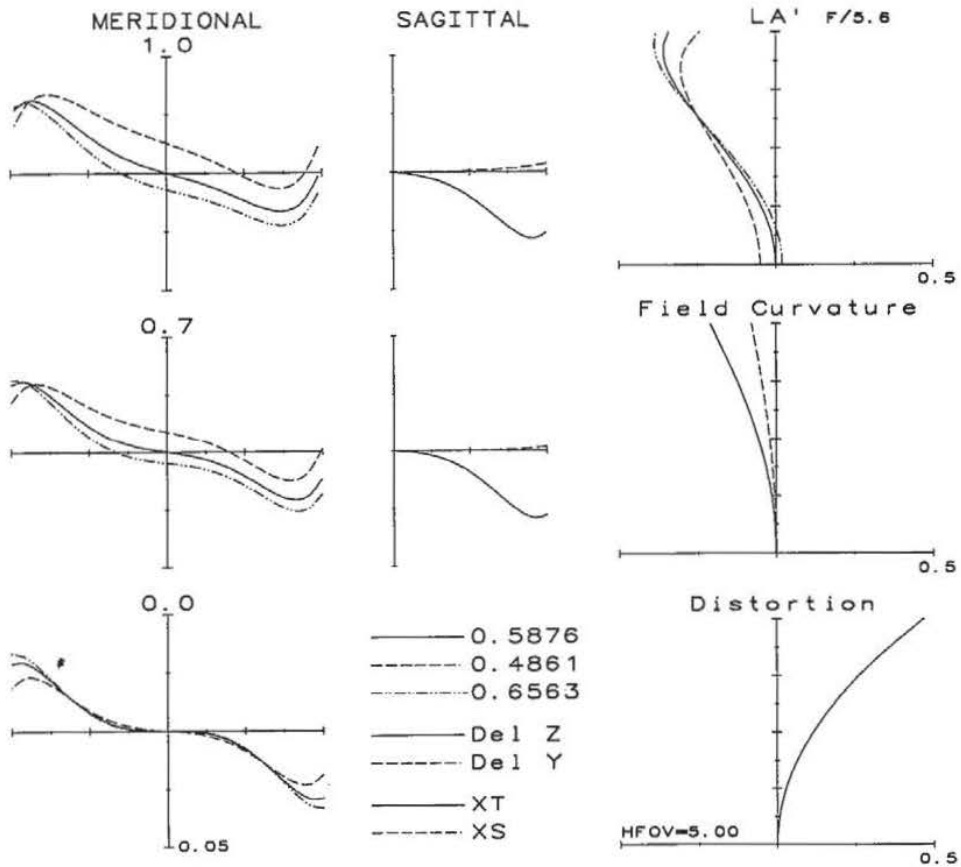 MERIDIONAL
SAGITTAL
LA' F/5.6
1.0
0.5
Field Curvature
0.7
0.5
Distortion
0.0
0.5876
0.4861
0.6563
Del Z
Del Y
XT
XS
0.05
HFOV=5.00
0.5